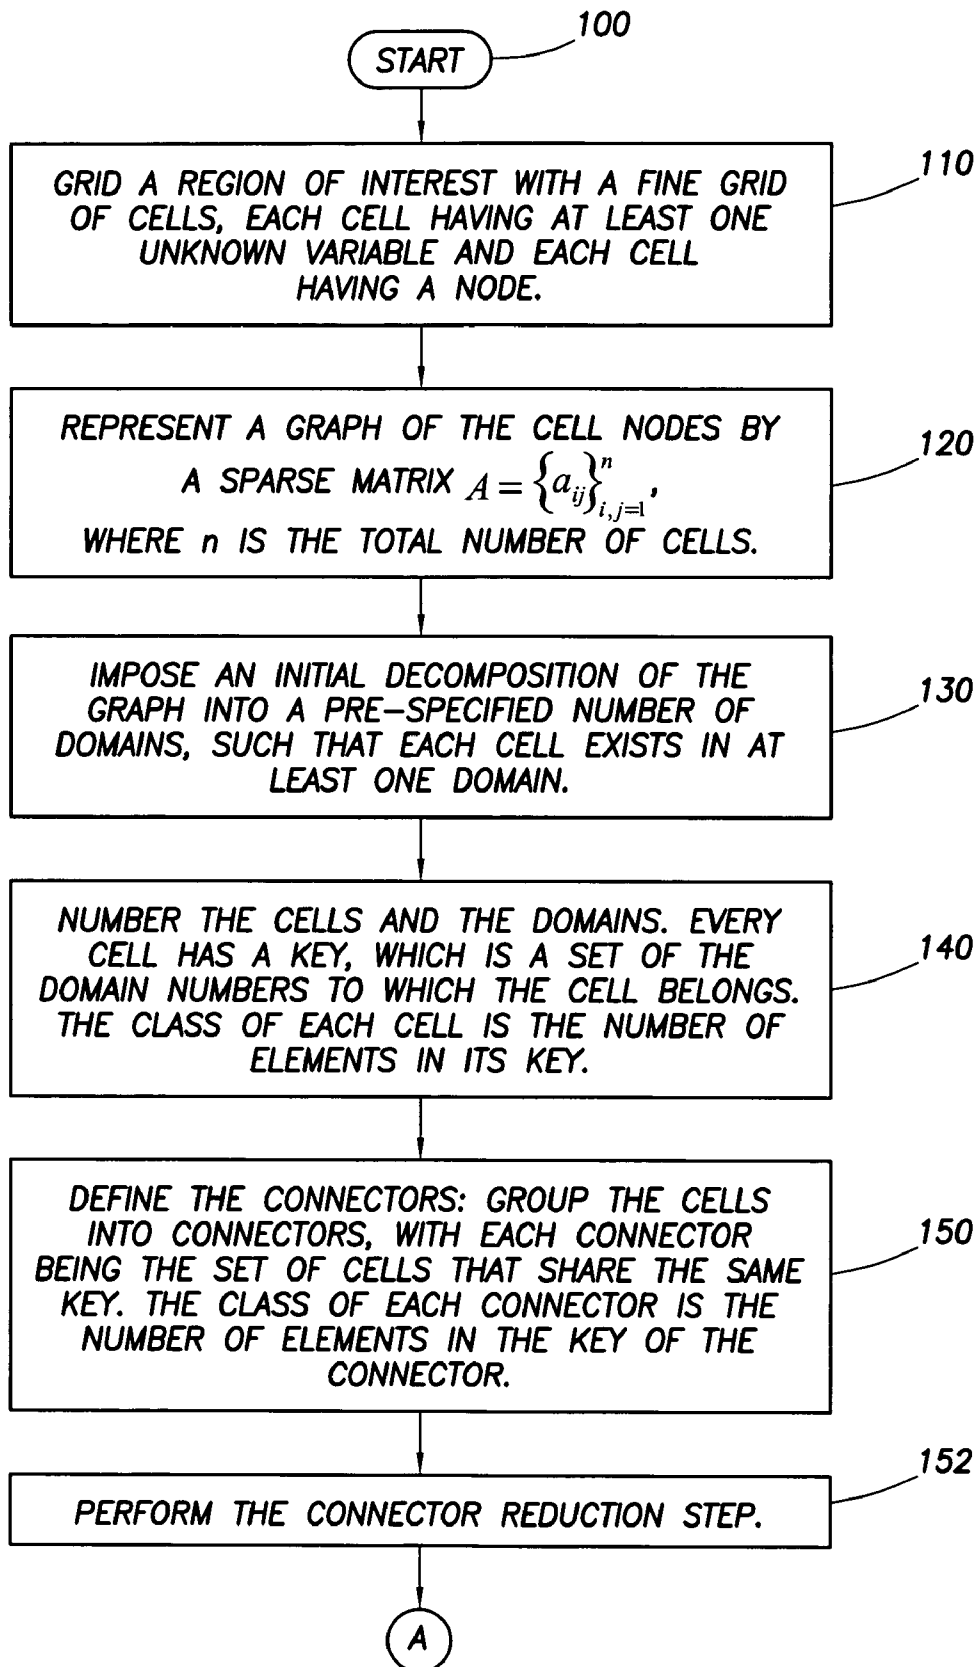 100
START
110
GRID A REGION OF INTEREST WITH A FINE GRID
OF CELLS, EACH CELL HAVING AT LEAST ONE
UNKNOWN VARIABLE AND EACH CELL
HAVING A NODE.
120
REPRESENT A GRAPH OF THE CELL NODES BY
A SPARSE MATRIX A = {a_{ij}}_{i,j=1}^{n},
WHERE n IS THE TOTAL NUMBER OF CELLS.
130
IMPOSE AN INITIAL DECOMPOSITION OF THE
GRAPH INTO A PRE-SPECIFIED NUMBER OF
DOMAINS, SUCH THAT EACH CELL EXISTS IN AT
LEAST ONE DOMAIN.
140
NUMBER THE CELLS AND THE DOMAINS. EVERY
CELL HAS A KEY, WHICH IS A SET OF THE
DOMAIN NUMBERS TO WHICH THE CELL BELONGS.
THE CLASS OF EACH CELL IS THE NUMBER OF
ELEMENTS IN ITS KEY.
150
DEFINE THE CONNECTORS: GROUP THE CELLS
INTO CONNECTORS, WITH EACH CONNECTOR
BEING THE SET OF CELLS THAT SHARE THE SAME
KEY. THE CLASS OF EACH CONNECTOR IS THE
NUMBER OF ELEMENTS IN THE KEY OF THE
CONNECTOR.
152
PERFORM THE CONNECTOR REDUCTION STEP.
A